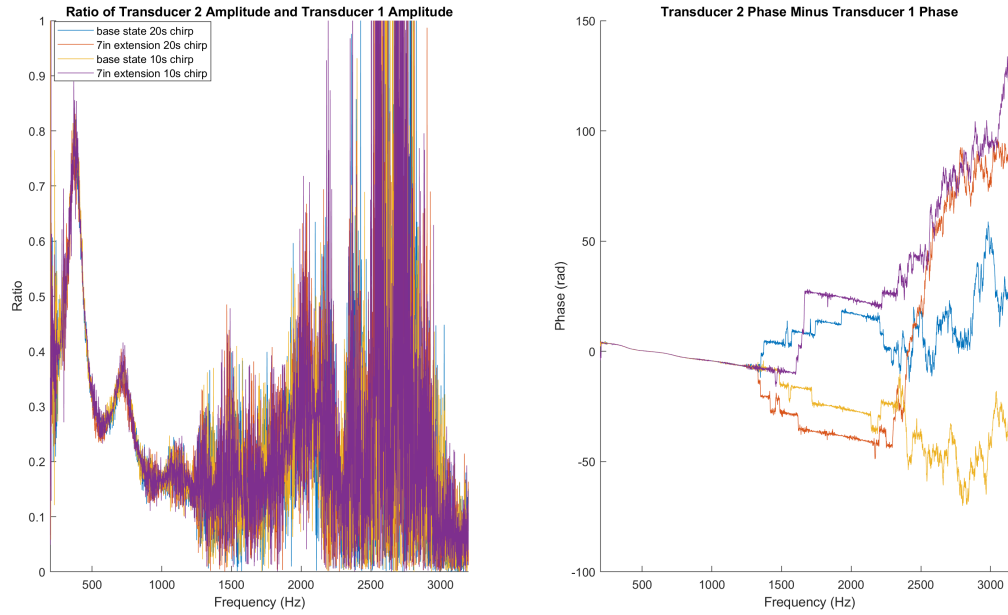 Ratio of Transducer 2 Amplitude and Transducer 1 Amplitude
1
0.9
0.8
0.7
0.6
0.5
0.4
0.3
0.2
0.1
0
Ratio
base state 20s chirp
7in extension 20s chirp
base state 10s chirp
7in extension 10s chirp
500 1000 1500 2000 2500 3000
Frequency (Hz)
Transducer 2 Phase Minus Transducer 1 Phase
150
100
50
0
-50
-100
Phase (rad)
500 1000 1500 2000 2500 3000
Frequency (Hz)